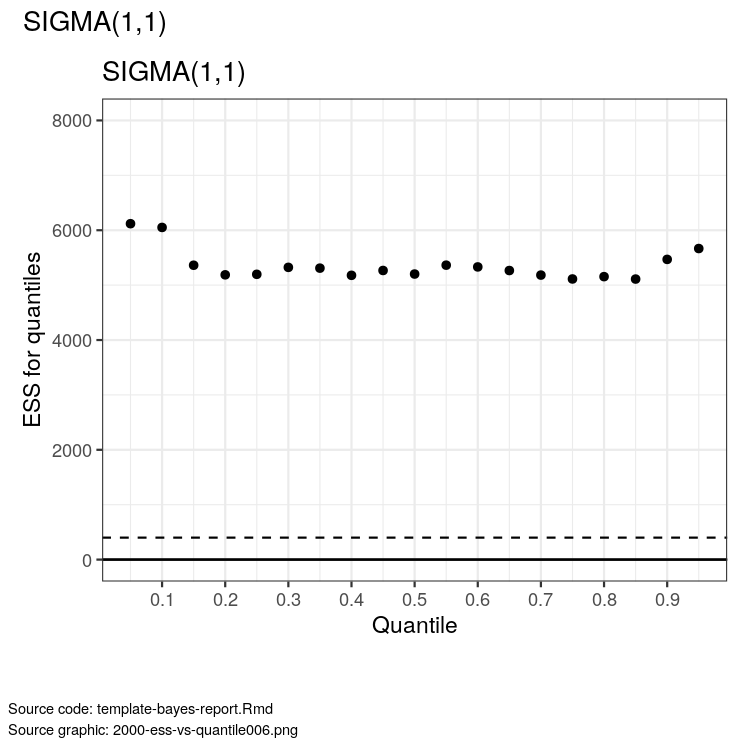 SIGMA(1,1)
SIGMA(1,1)
8000
6000
4000
2000
0
ESS for quantiles
0.1 0.2 0.3 0.4 0.5 0.6 0.7 0.8 0.9
Quantile
Source code: template-bayes-report.Rmd
Source graphic: 2000-ess-vs-quantile006.png